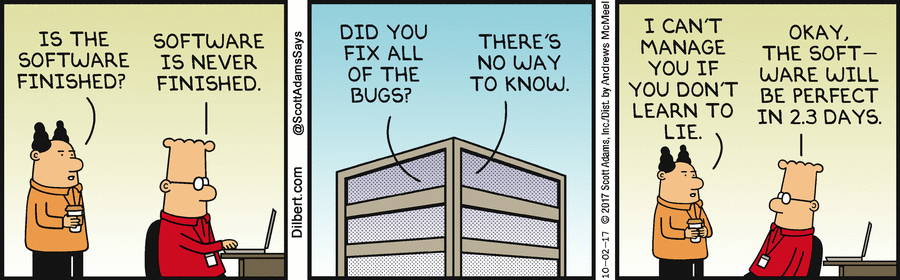 IS THE
SOFTWARE
FINISHED?
SOFTWARE
IS NEVER
FINISHED.
Dilbert.com @ScottAdamsSays
DID YOU
FIX ALL
OF THE
BUGS?
THERE'S
NO WAY
TO KNOW.
10-02-17 © 2017 Scott Adams, Inc./Dist. by Andrews McMeel
I CAN'T
MANAGE
YOU IF
YOU DON'T
LEARN TO
LIE.
OKAY,
THE SOFT-
WARE WILL
BE PERFECT
IN 2.3 DAYS.